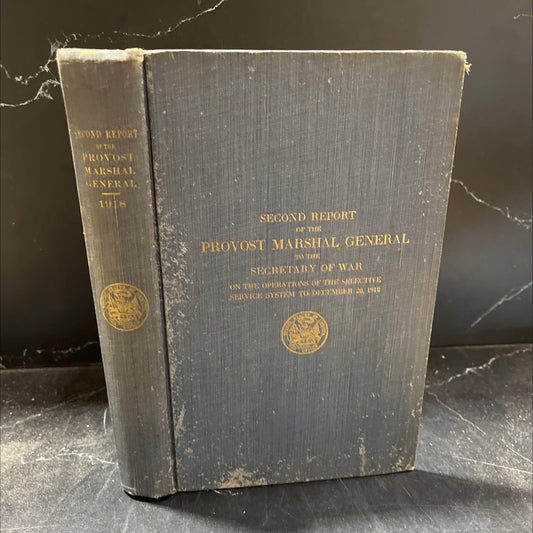 SECOND REPORT
OF THE
PROVOST
MARSHAL
GENERAL
1918
SECOND REPORT
OF THE
PROVOST MARSHAL GENERAL
TO THE
SECRETARY OF WAR
ON THE OPERATIONS OF THE SELECTIVE
SERVICE SYSTEM TO DECEMBER 20, 1918